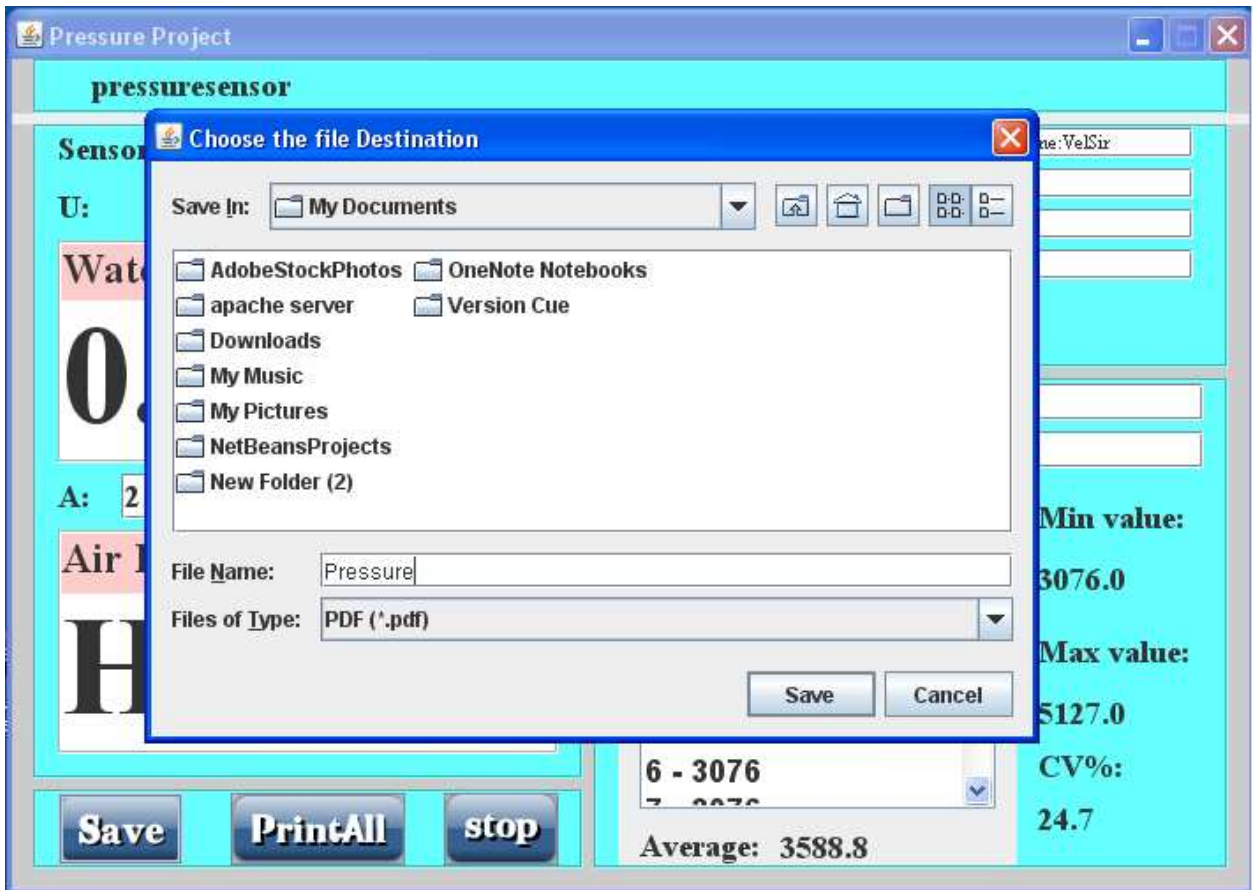 Pressure Project
pressuresensor
Choose the file Destination
Save In: My Documents
AdobeStockPhotos OneNote Notebooks
apache server Version Cue
Downloads
My Music
My Pictures
NetBeansProjects
New Folder (2)
File Name: Pressure
Files of Type: PDF (*.pdf)
Save Cancel
Sensor
U:
0.
A: 2
Air
H
Save PrintAll stop
:VelSir
6 - 3076
7 - 3076
Average: 3588.8
Min value:
3076.0
Max value:
5127.0
CV%:
24.7